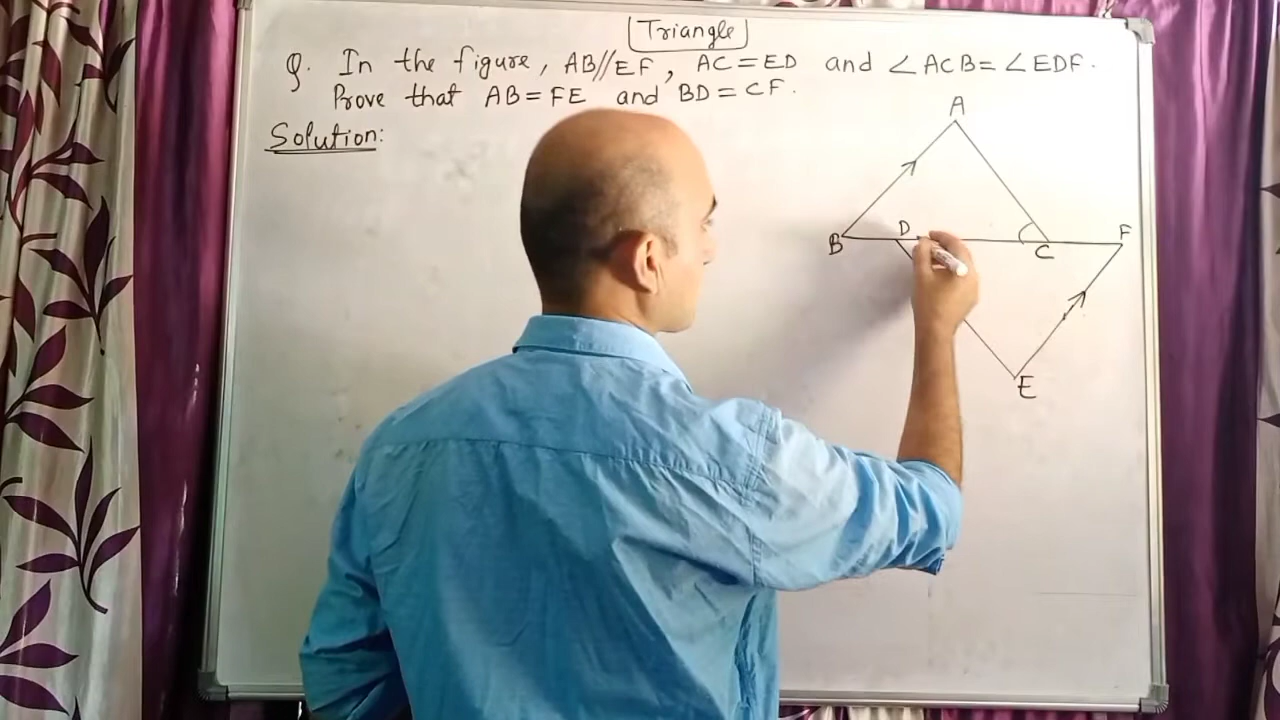 Triangle
Q. In the figure, AB//EF, AC=ED and ∠ACB=∠EDF.
Prove that AB=FE and BD=CF.
Solution:
A
B
D
C
F
E